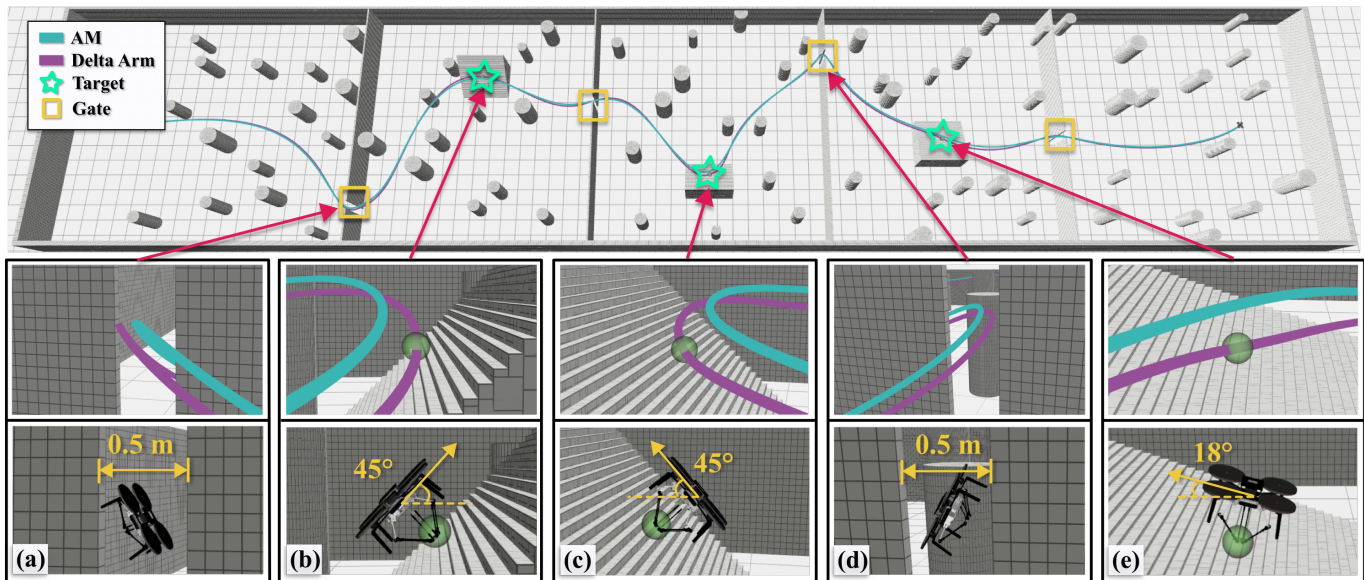 AM
Delta Arm
Target
Gate
0.5 m
45°
45°
0.5 m
18°
(a)
(b)
(c)
(d)
(e)